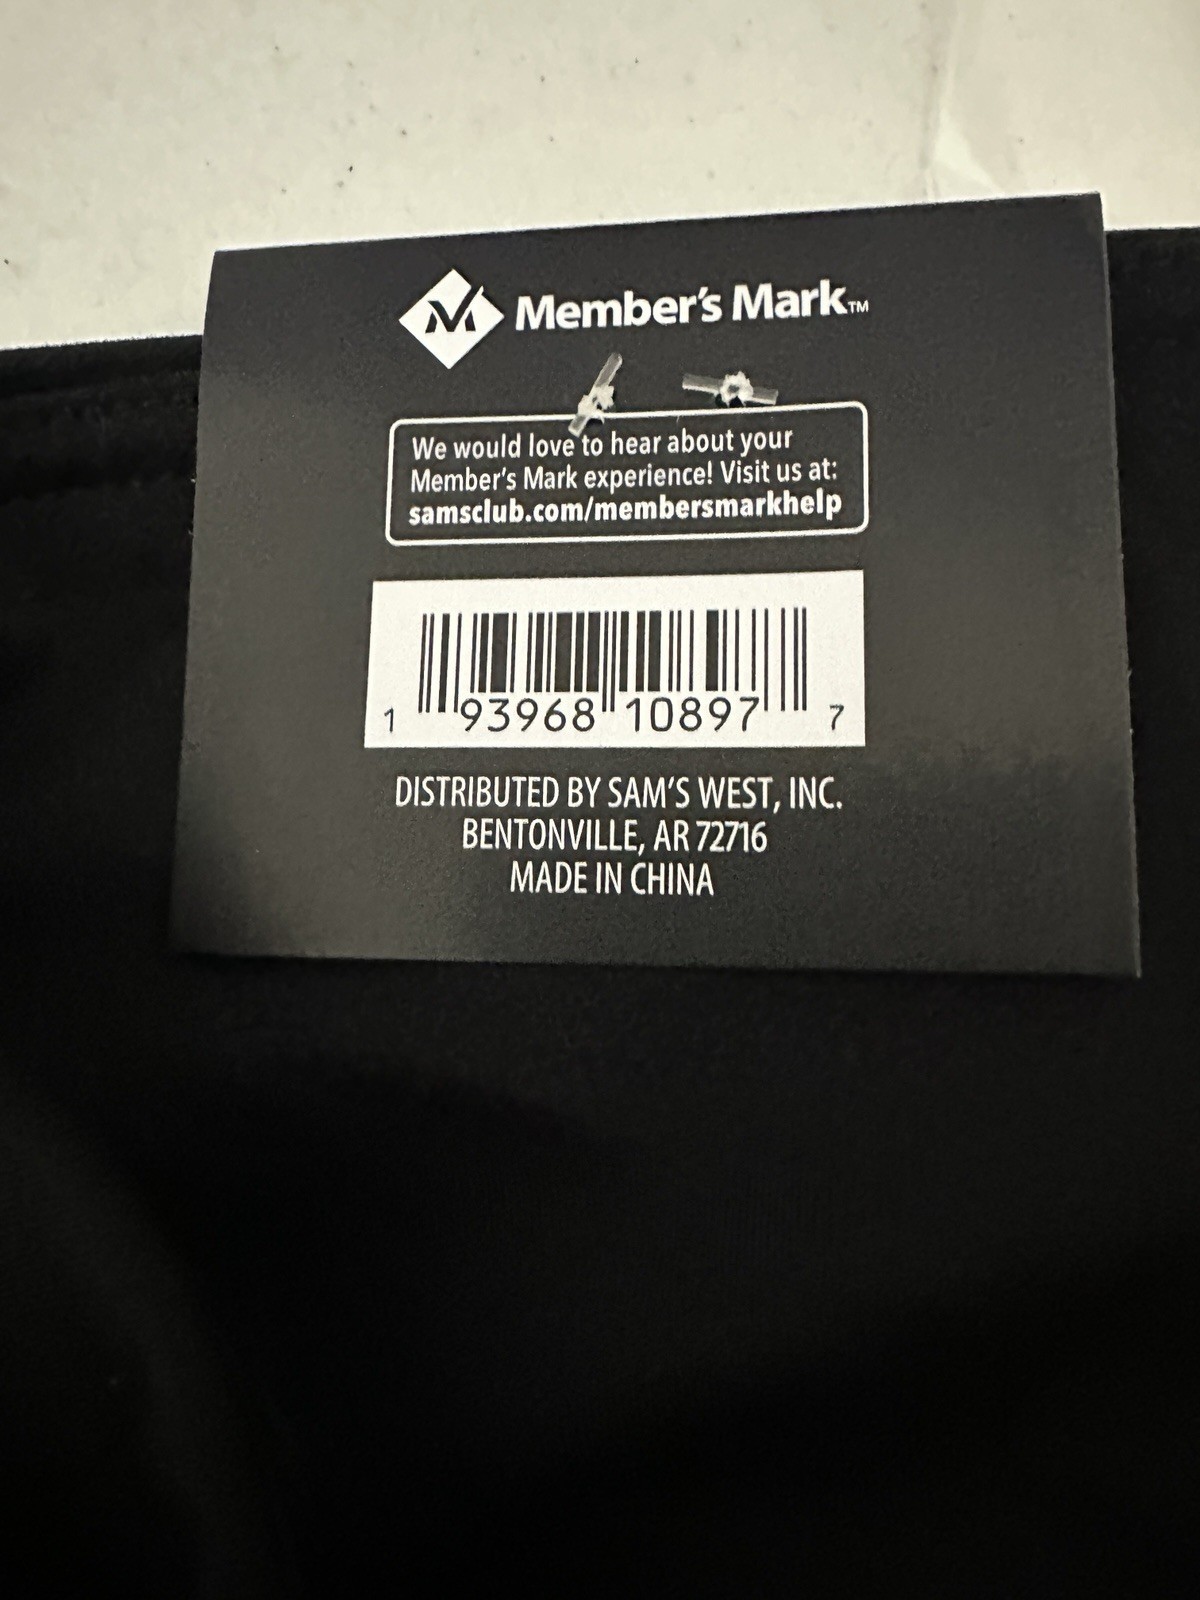 Member's Mark™
We would love to hear about your
Member's Mark experience! Visit us at:
samsclub.com/membersmarkhelp
1 93968 10897 7
DISTRIBUTED BY SAM'S WEST, INC.
BENTONVILLE, AR 72716
MADE IN CHINA